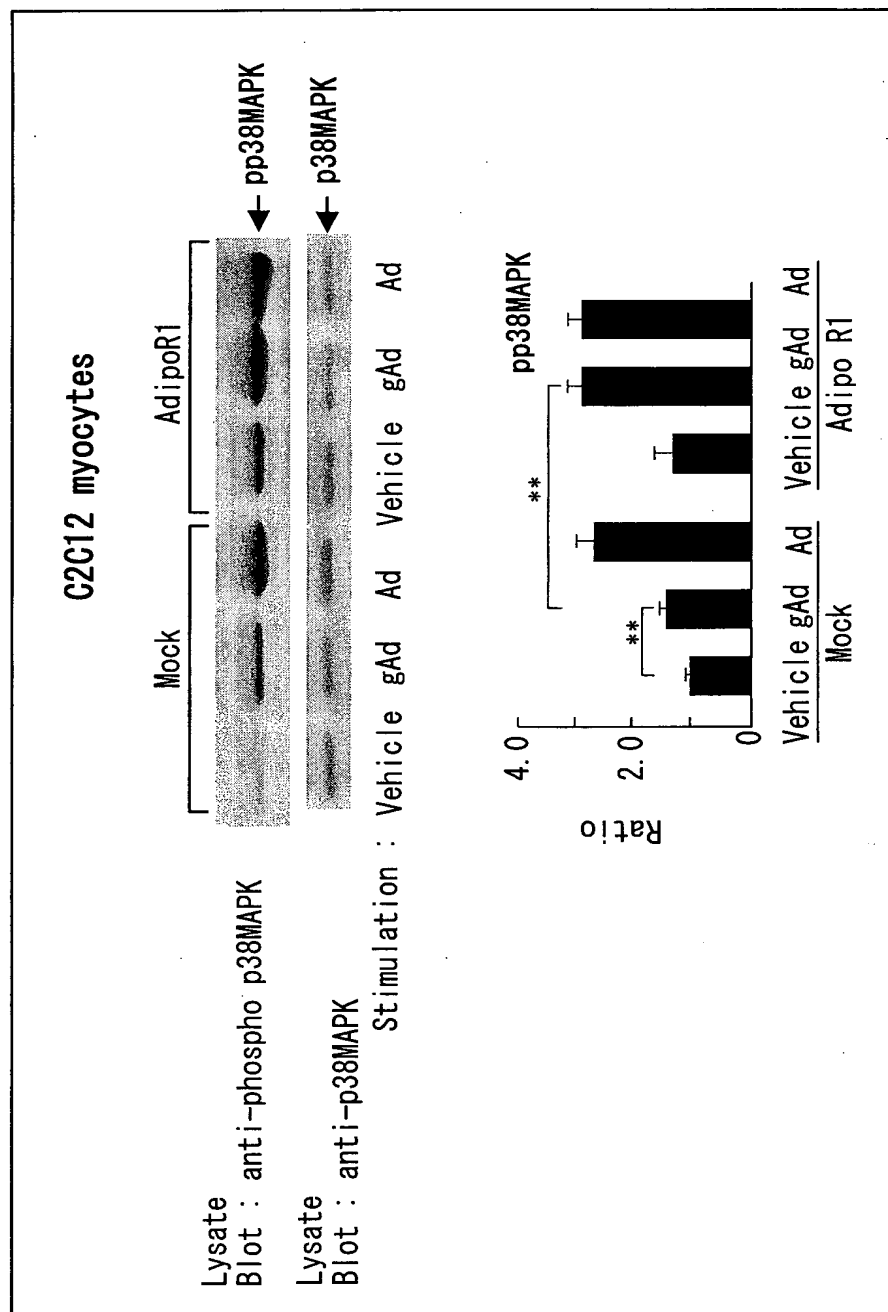 C2C12 myocytes
Mock AdipoR1
Lysate
Blot : anti-phospho p38MAPK
pp38MAPK
Lysate
Blot : anti-p38MAPK
p38MAPK
Stimulation : Vehicle gAd Ad Vehicle gAd Ad
pp38MAPK
Ratio
4.0
2.0
0
**
**
Vehicle gAd Ad Vehicle gAd Ad
Mock Adipo R1